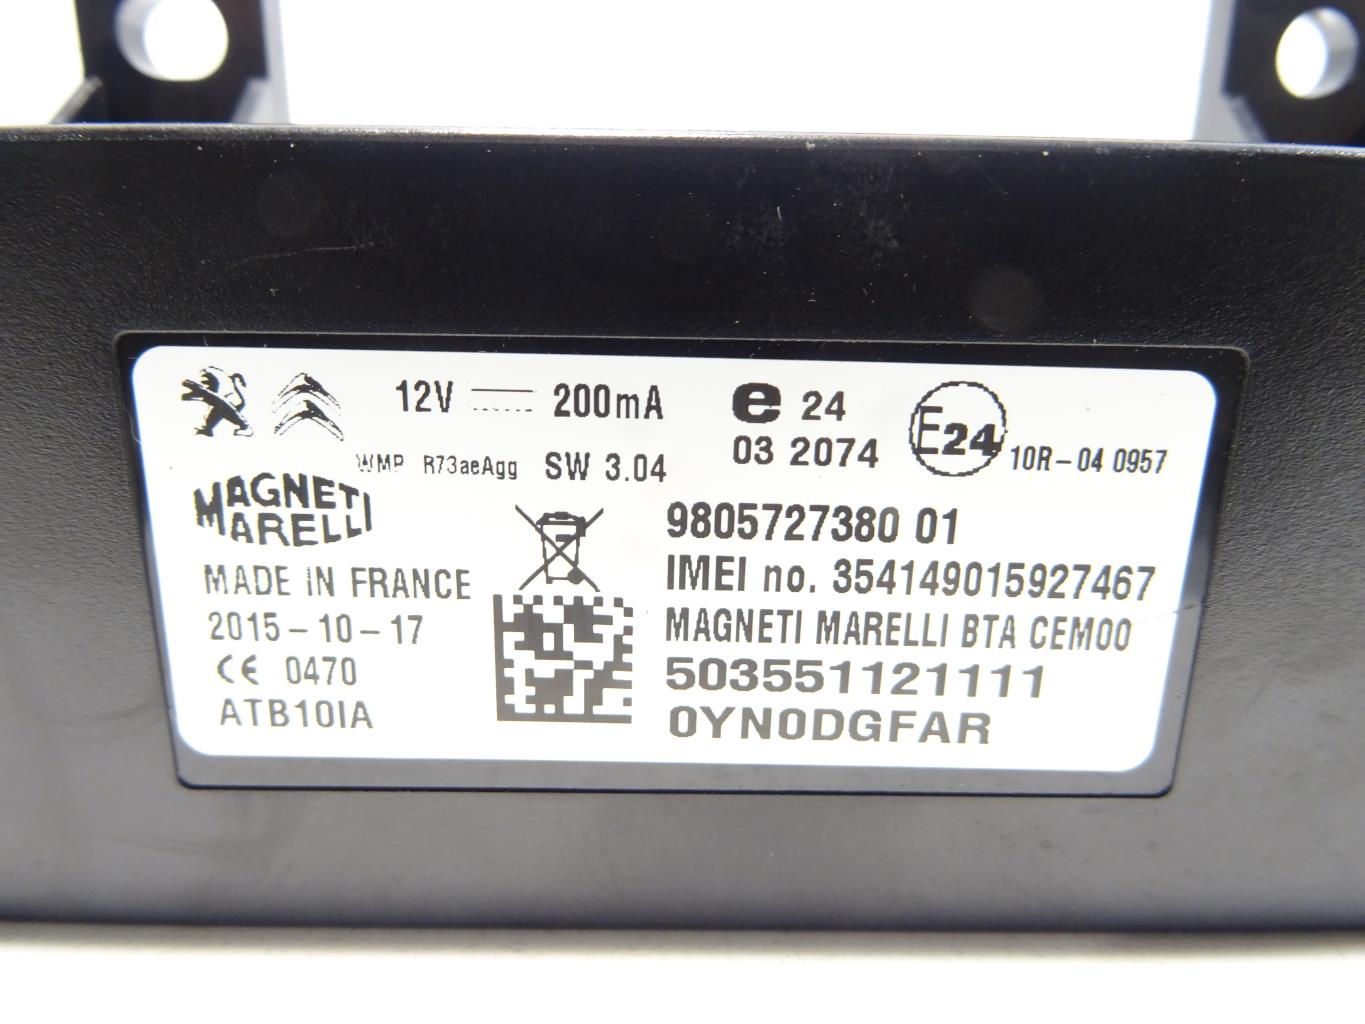 12V 200mA e 24
03 2074 E24 10R-04 0957
WMP R73aeAgg SW 3.04
MAGNETI
MARELLI
9805727380 01
IMEI no. 354149015927467
MADE IN FRANCE
MAGNETI MARELLI BTA CEM00
2015-10-17
503551121111
CE 0470
0YN0DGFAR
ATB10IA